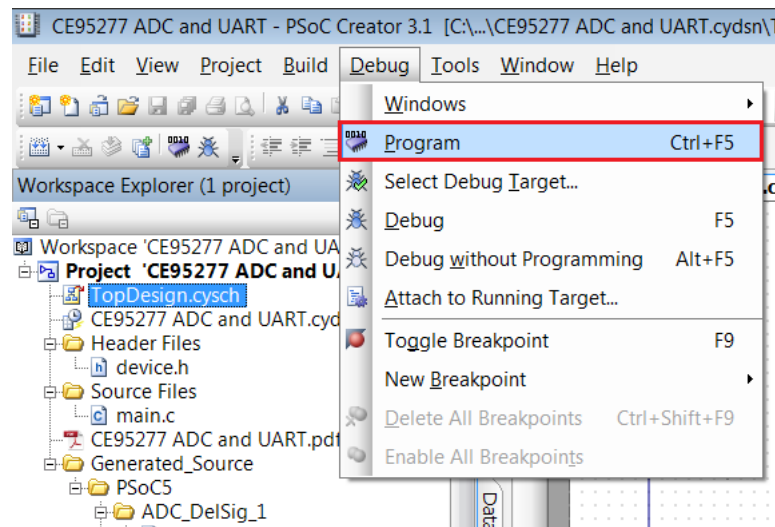 CE95277 ADC and UART - PSoC Creator 3.1 [C:\...\CE95277 ADC and UART.cydsn\T
File Edit View Project Build Debug Tools Window Help
Windows
Program Ctrl+F5
Select Debug Target...
Debug F5
Debug without Programming Alt+F5
Attach to Running Target...
Toggle Breakpoint F9
New Breakpoint
Delete All Breakpoints Ctrl+Shift+F9
Enable All Breakpoints
Workspace Explorer (1 project)
Workspace 'CE95277 ADC and UA
Project 'CE95277 ADC and U
TopDesign.cysch
CE95277 ADC and UART.cyd
Header Files
device.h
Source Files
main.c
CE95277 ADC and UART.pdf
Generated_Source
PSoC5
ADC_DelSig_1
Data